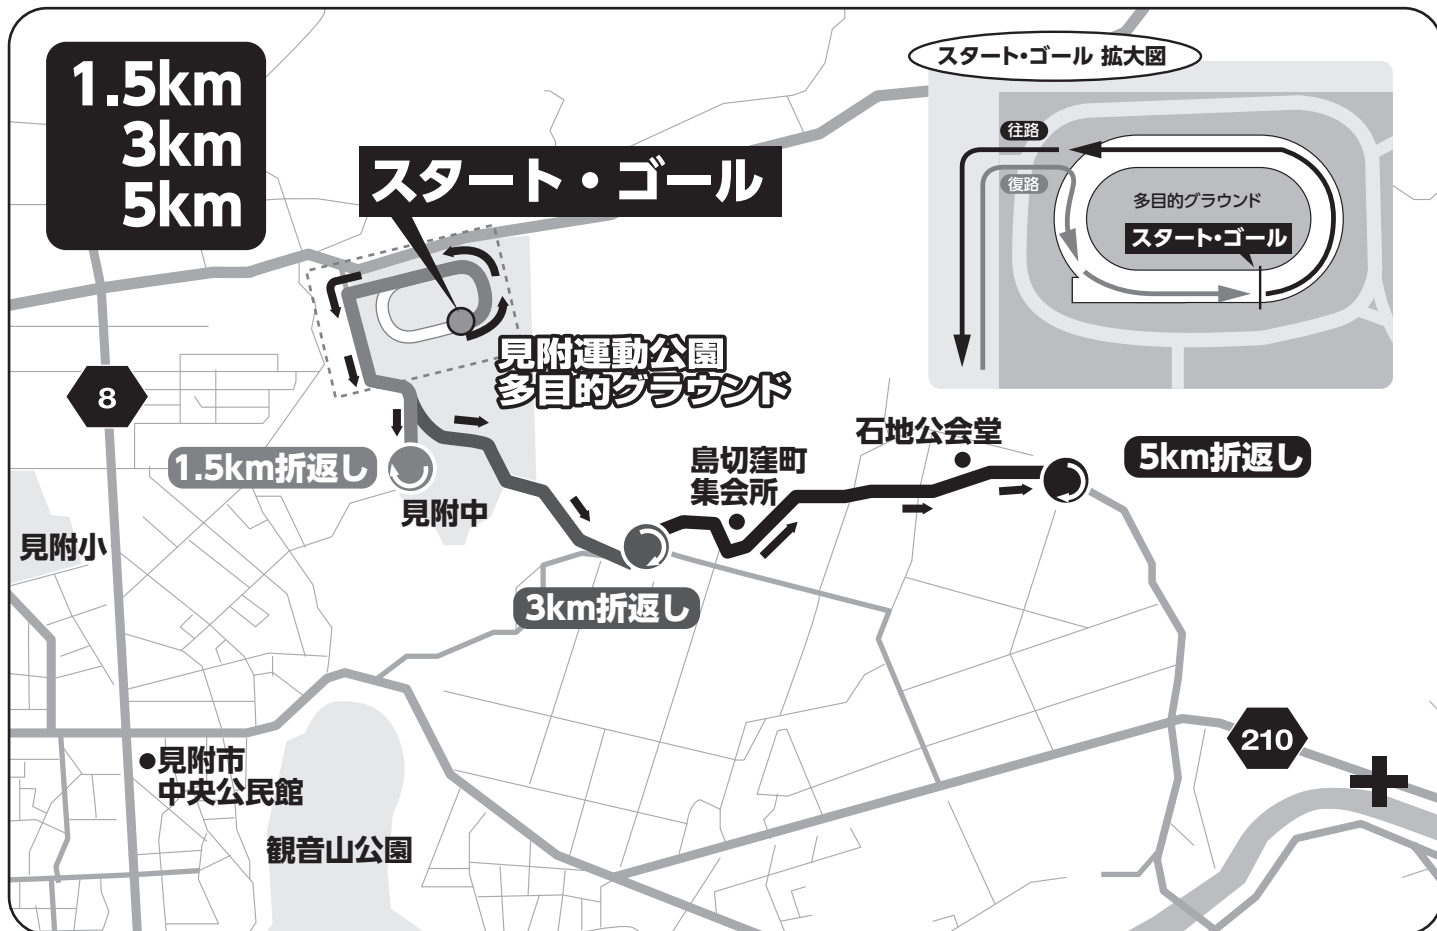 1.5km
3km
5km
スタート・ゴール
スタート・ゴール 拡大図
往路
復路
多目的グラウンド
スタート・ゴール
見附運動公園
多目的グラウンド
8
1.5km折返し
見附中
島切窪町
集会所
石地公会堂
5km折返し
見附小
3km折返し
210
見附市
中央公民館
観音山公園